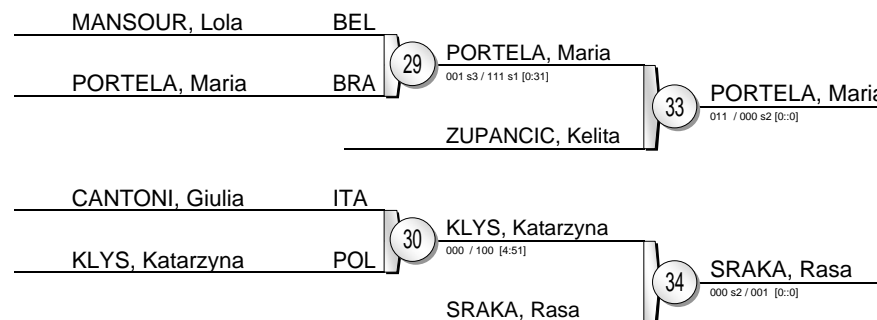 MANSOUR, Lola BEL
PORTELA, Maria BRA
29
PORTELA, Maria
001 s3 / 111 s1 [0:31]
ZUPANCIC, Kelita
33
PORTELA, Maria
011 / 000 s2 [0::0]
CANTONI, Giulia ITA
KLYS, Katarzyna POL
30
KLYS, Katarzyna
000 / 100 [4:51]
SRAKA, Rasa
34
SRAKA, Rasa
000 s2 / 001 [0::0]